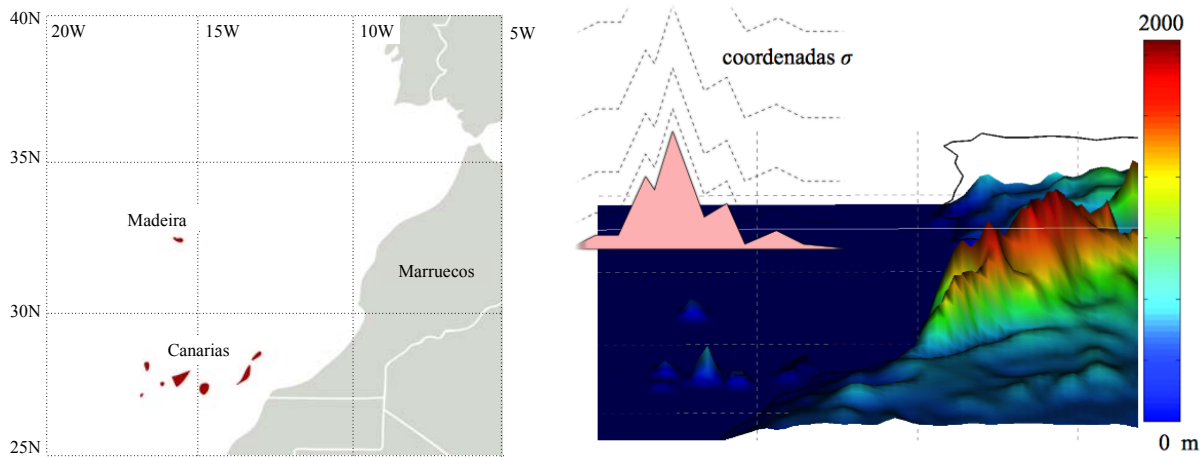 40N
20W
15W
10W
5W
35N
Madeira
Marruecos
30N
Canarias
25N
coordenadas σ
2000
0 m